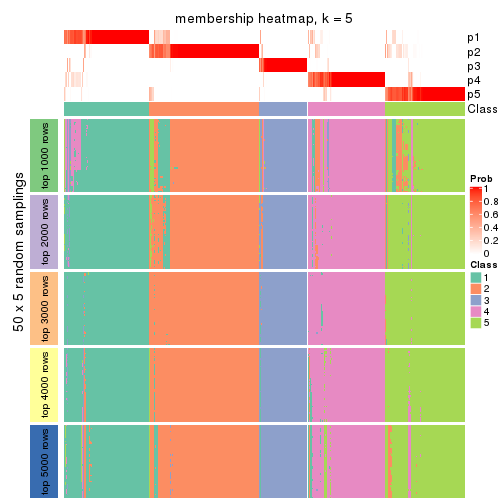 membership heatmap, k = 5
p1
p2
p3
p4
p5
Class
50 x 5 random samplings
top 1000 rows
top 2000 rows
top 3000 rows
top 4000 rows
top 5000 rows
Prob
1
0.8
0.6
0.4
0.2
0
Class
1
2
3
4
5